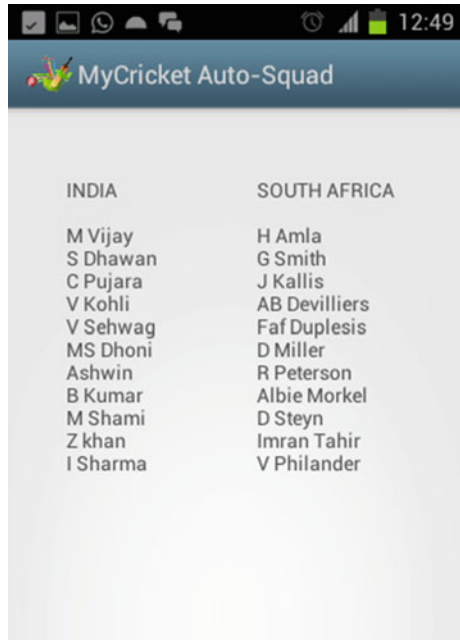 12:49
MyCricket Auto-Squad
INDIA
M Vijay
S Dhawan
C Pujara
V Kohli
V Sehwag
MS Dhoni
Ashwin
B Kumar
M Shami
Z khan
I Sharma
SOUTH AFRICA
H Amla
G Smith
J Kallis
AB Devilliers
Faf Duplesis
D Miller
R Peterson
Albie Morkel
D Steyn
Imran Tahir
V Philander